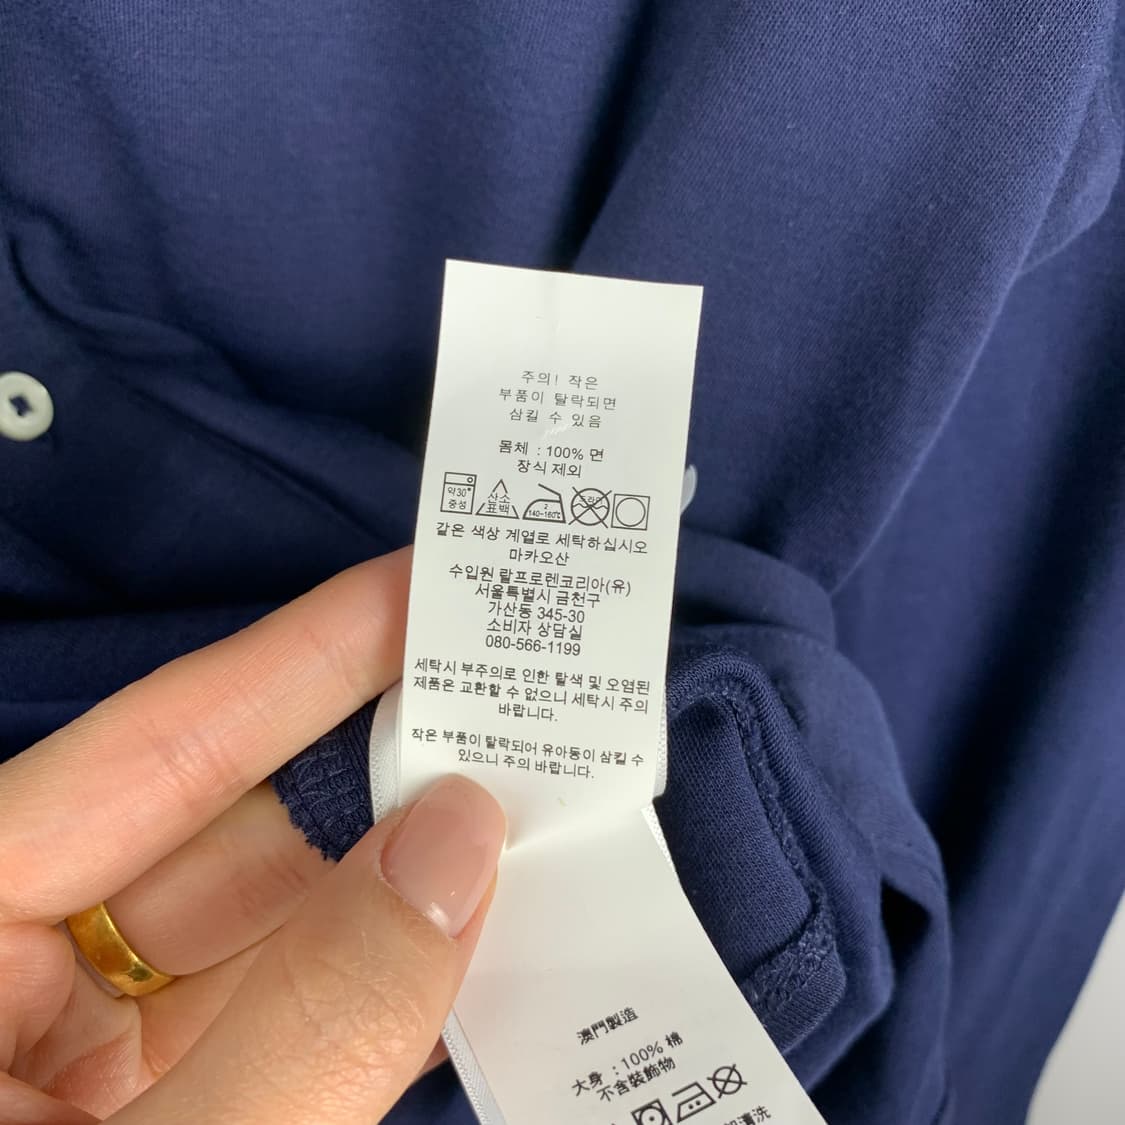 주의! 작은
부품이 탈락되면
삼킬 수 있음
몸체 : 100% 면
장식 제외
약30°
중성
산소
표백
2
140~160℃
드라이
같은 색상 계열로 세탁하십시오
마카오산
수입원 랄프로렌코리아(유)
서울특별시 금천구
가산동 345-30
소비자 상담실
080-566-1199
세탁시 부주의로 인한 탈색 및 오염된
제품은 교환할 수 없으니 세탁시 주의
바랍니다.
작은 부품이 탈락되어 유아동이 삼킬 수
있으니 주의 바랍니다.
澳門製造
大身 : 100% 棉
不含裝飾物
清洗